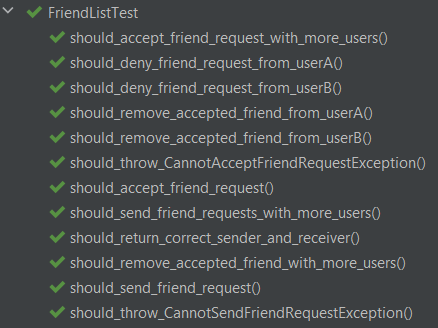 FriendListTest
should_accept_friend_request_with_more_users()
should_deny_friend_request_from_userA()
should_deny_friend_request_from_userB()
should_remove_accepted_friend_from_userA()
should_remove_accepted_friend_from_userB()
should_throw_CannotAcceptFriendRequestException()
should_accept_friend_request()
should_send_friend_requests_with_more_users()
should_return_correct_sender_and_receiver()
should_remove_accepted_friend_with_more_users()
should_send_friend_request()
should_throw_CannotSendFriendRequestException()